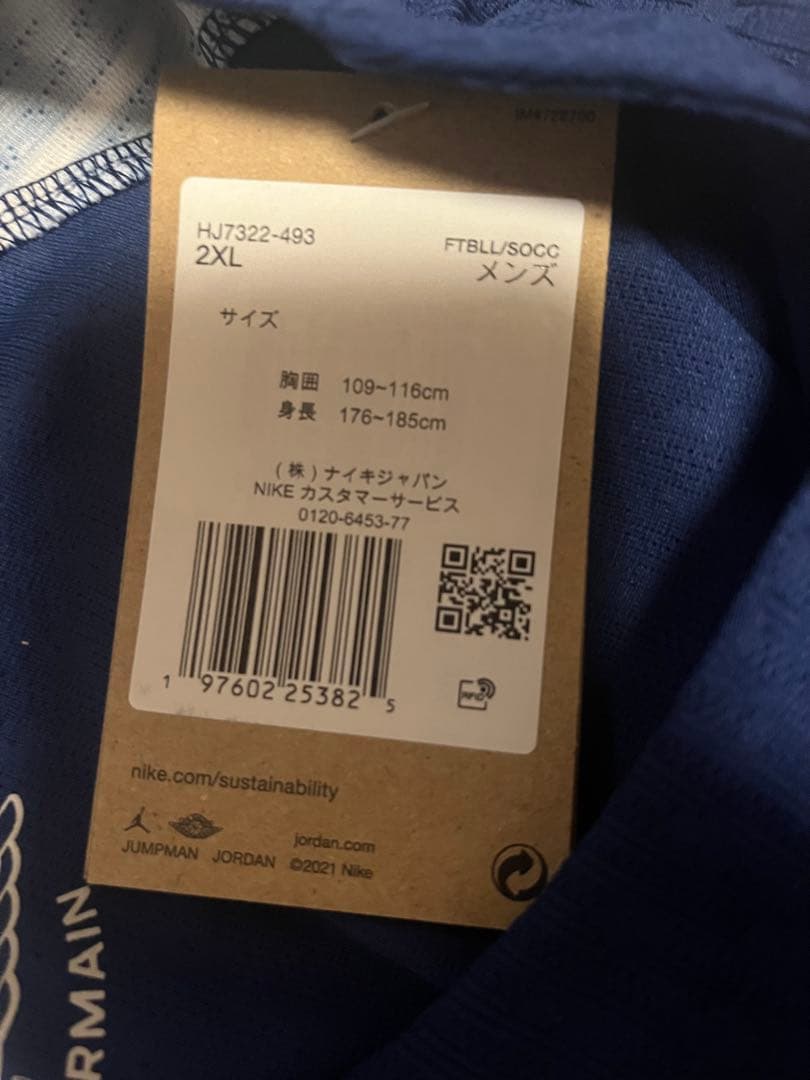 HJ7322-493
2XL
FTBLL/SOCC
メンズ
サイズ
胸囲 109~116cm
身長 176~185cm
(株)ナイキジャパン
NIKE カスタマーサービス
0120-6453-77
1 97602 25382 5
RFID
nike.com/sustainability
JUMPMAN JORDAN ©2021 Nike
jordan.com
RMAIN